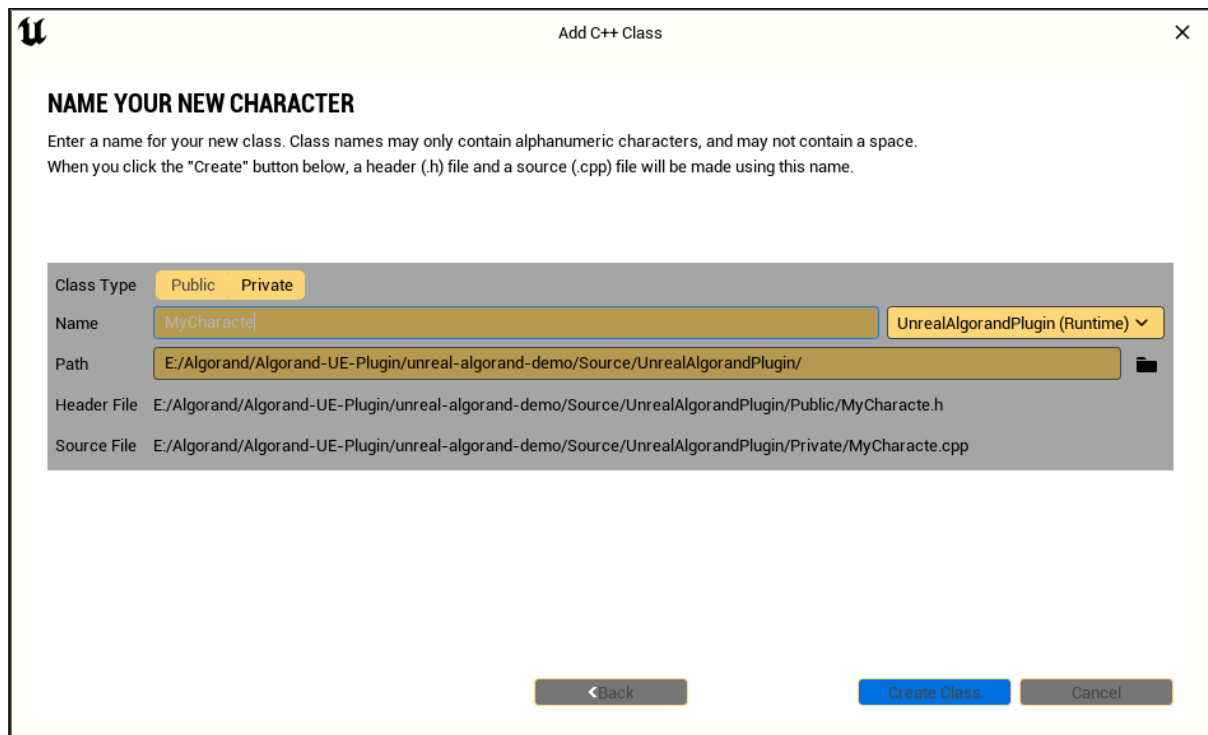 Add C++ Class
NAME YOUR NEW CHARACTER
Enter a name for your new class. Class names may only contain alphanumeric characters, and may not contain a space.
When you click the "Create" button below, a header (.h) file and a source (.cpp) file will be made using this name.
Class Type Public Private
Name MyCharacte UnrealAlgorandPlugin (Runtime)
Path E:/Algorand/Algorand-UE-Plugin/unreal-algorand-demo/Source/UnrealAlgorandPlugin/
Header File E:/Algorand/Algorand-UE-Plugin/unreal-algorand-demo/Source/UnrealAlgorandPlugin/Public/MyCharacte.h
Source File E:/Algorand/Algorand-UE-Plugin/unreal-algorand-demo/Source/UnrealAlgorandPlugin/Private/MyCharacte.cpp
Back Create Class Cancel